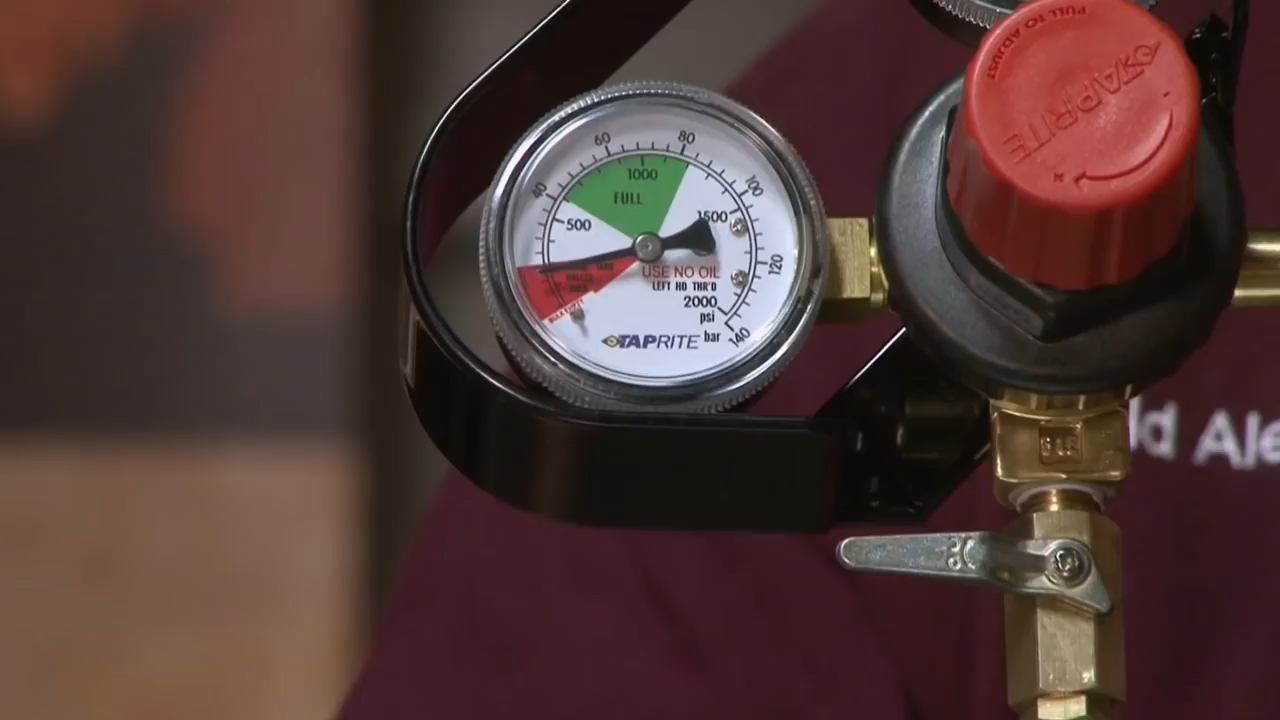 PULL TO ADJUST
TAPRITE
60
80
40
1000
100
FULL
500
1500
120
USE NO OIL
LEFT HD THR'D
2000
psi
bar
140
TAPRITE
ld Ale